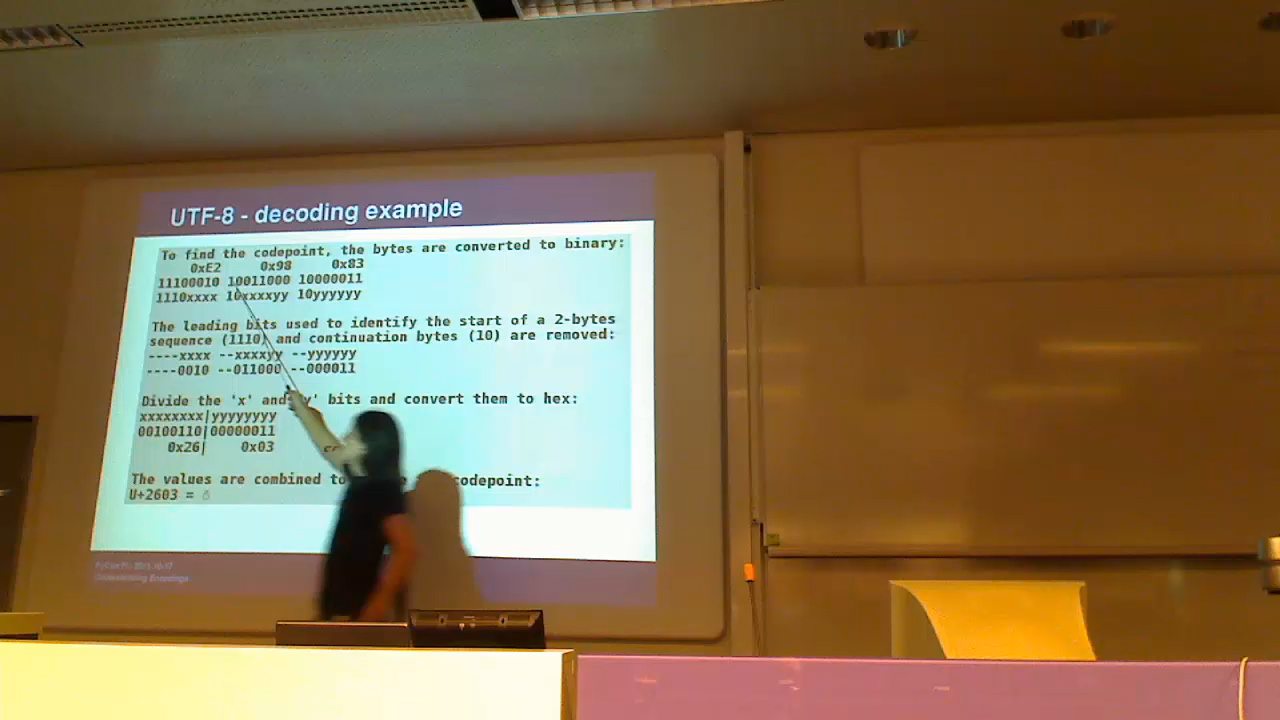 UTF-8 - decoding example
To find the codepoint, the bytes are converted to binary:
0xE2 0x98 0x83
11100010 10011000 10000011
1110xxxx 10xxxxyy 10yyyyyy
The leading bits used to identify the start of a 2-bytes
sequence (1110) and continuation bytes (10) are removed:
----xxxx --xxxxyy --yyyyyy
----0010 --011000 --000011
Divide the 'x' and 'y' bits and convert them to hex:
xxxxxxxx|yyyyyyyy
00100110|00000011
0x26| 0x03
The values are combined to codepoint:
U+2603 = ☃
Understanding Encodings